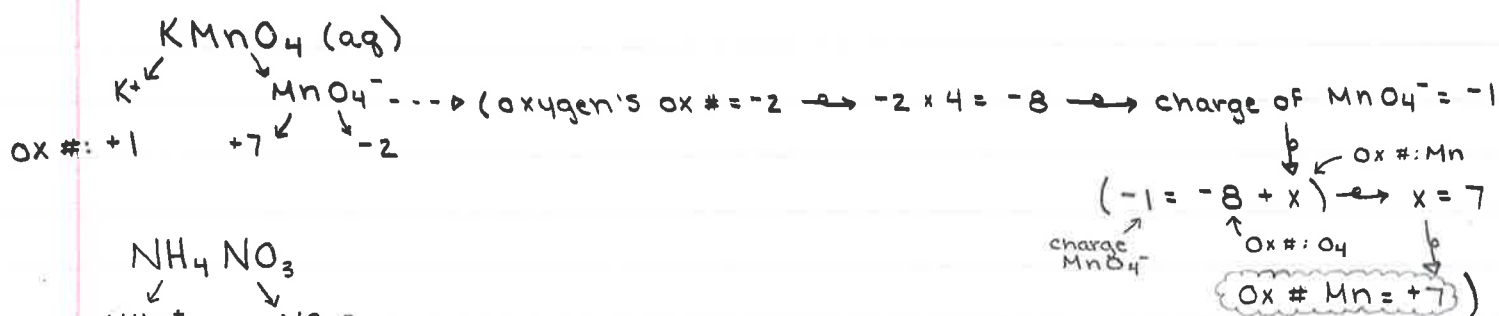 KMnO₄ (aq)
K⁺ MnO₄⁻ ----> (oxygen's ox # = -2 → -2 x 4 = -8 → charge of MnO₄⁻ = -1
ox #: +1 +7 -2
ox #: Mn
(-1 = -8 + x) → x = 7
charge MnO₄⁻
ox #: O₄
Ox # Mn = +7)
NH₄ NO₃